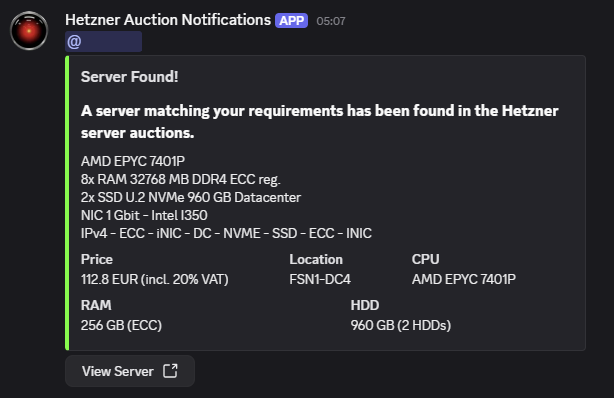 Hetzner Auction Notifications APP 05:07
@
Server Found!
A server matching your requirements has been found in the Hetzner
server auctions.
AMD EPYC 7401P
8x RAM 32768 MB DDR4 ECC reg.
2x SSD U.2 NVMe 960 GB Datacenter
NIC 1 Gbit - Intel I350
IPv4 - ECC - iNIC - DC - NVME - SSD - ECC - INIC
Price Location CPU
112.8 EUR (incl. 20% VAT) FSN1-DC4 AMD EPYC 7401P
RAM HDD
256 GB (ECC) 960 GB (2 HDDs)
View Server